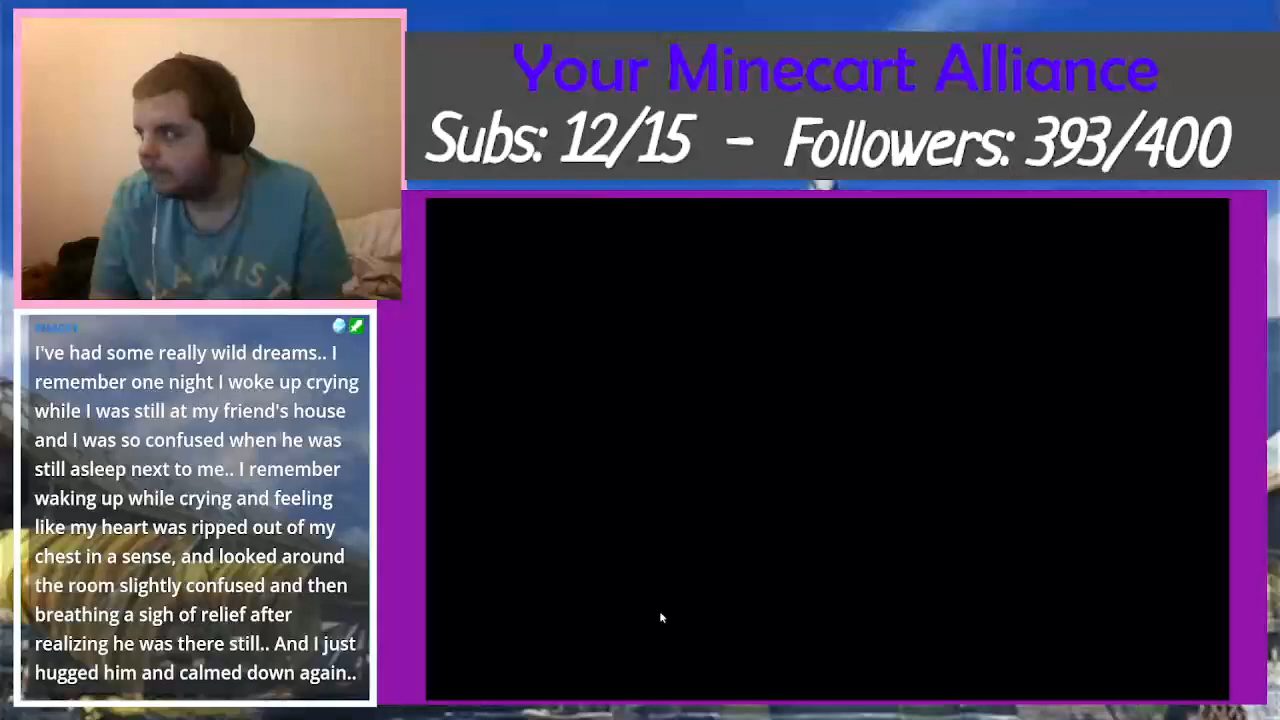 Your Minecart Alliance
Subs: 12/15 - Followers: 393/400
I've had some really wild dreams.. I
remember one night I woke up crying
while I was still at my friend's house
and I was so confused when he was
still asleep next to me.. I remember
waking up while crying and feeling
like my heart was ripped out of my
chest in a sense, and looked around
the room slightly confused and then
breathing a sigh of relief after
realizing he was there still.. And I just
hugged him and calmed down again..